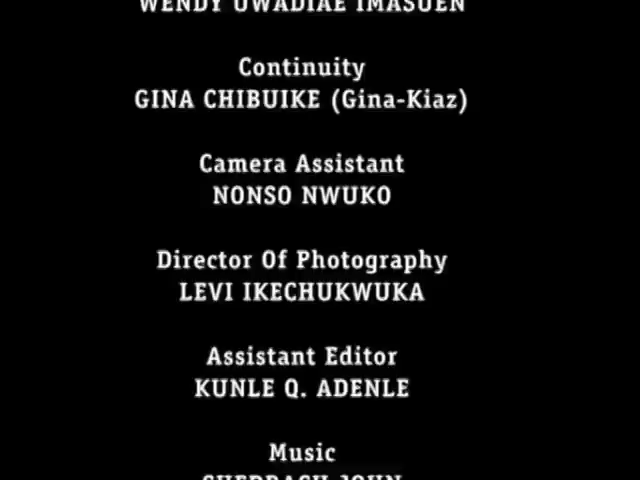 WENDY UWADIAE IMASUEN
Continuity
GINA CHIBUIKE (Gina-Kiaz)
Camera Assistant
NONSO NWUKO
Director Of Photography
LEVI IKECHUKWUKA
Assistant Editor
KUNLE Q. ADENLE
Music
JOHN